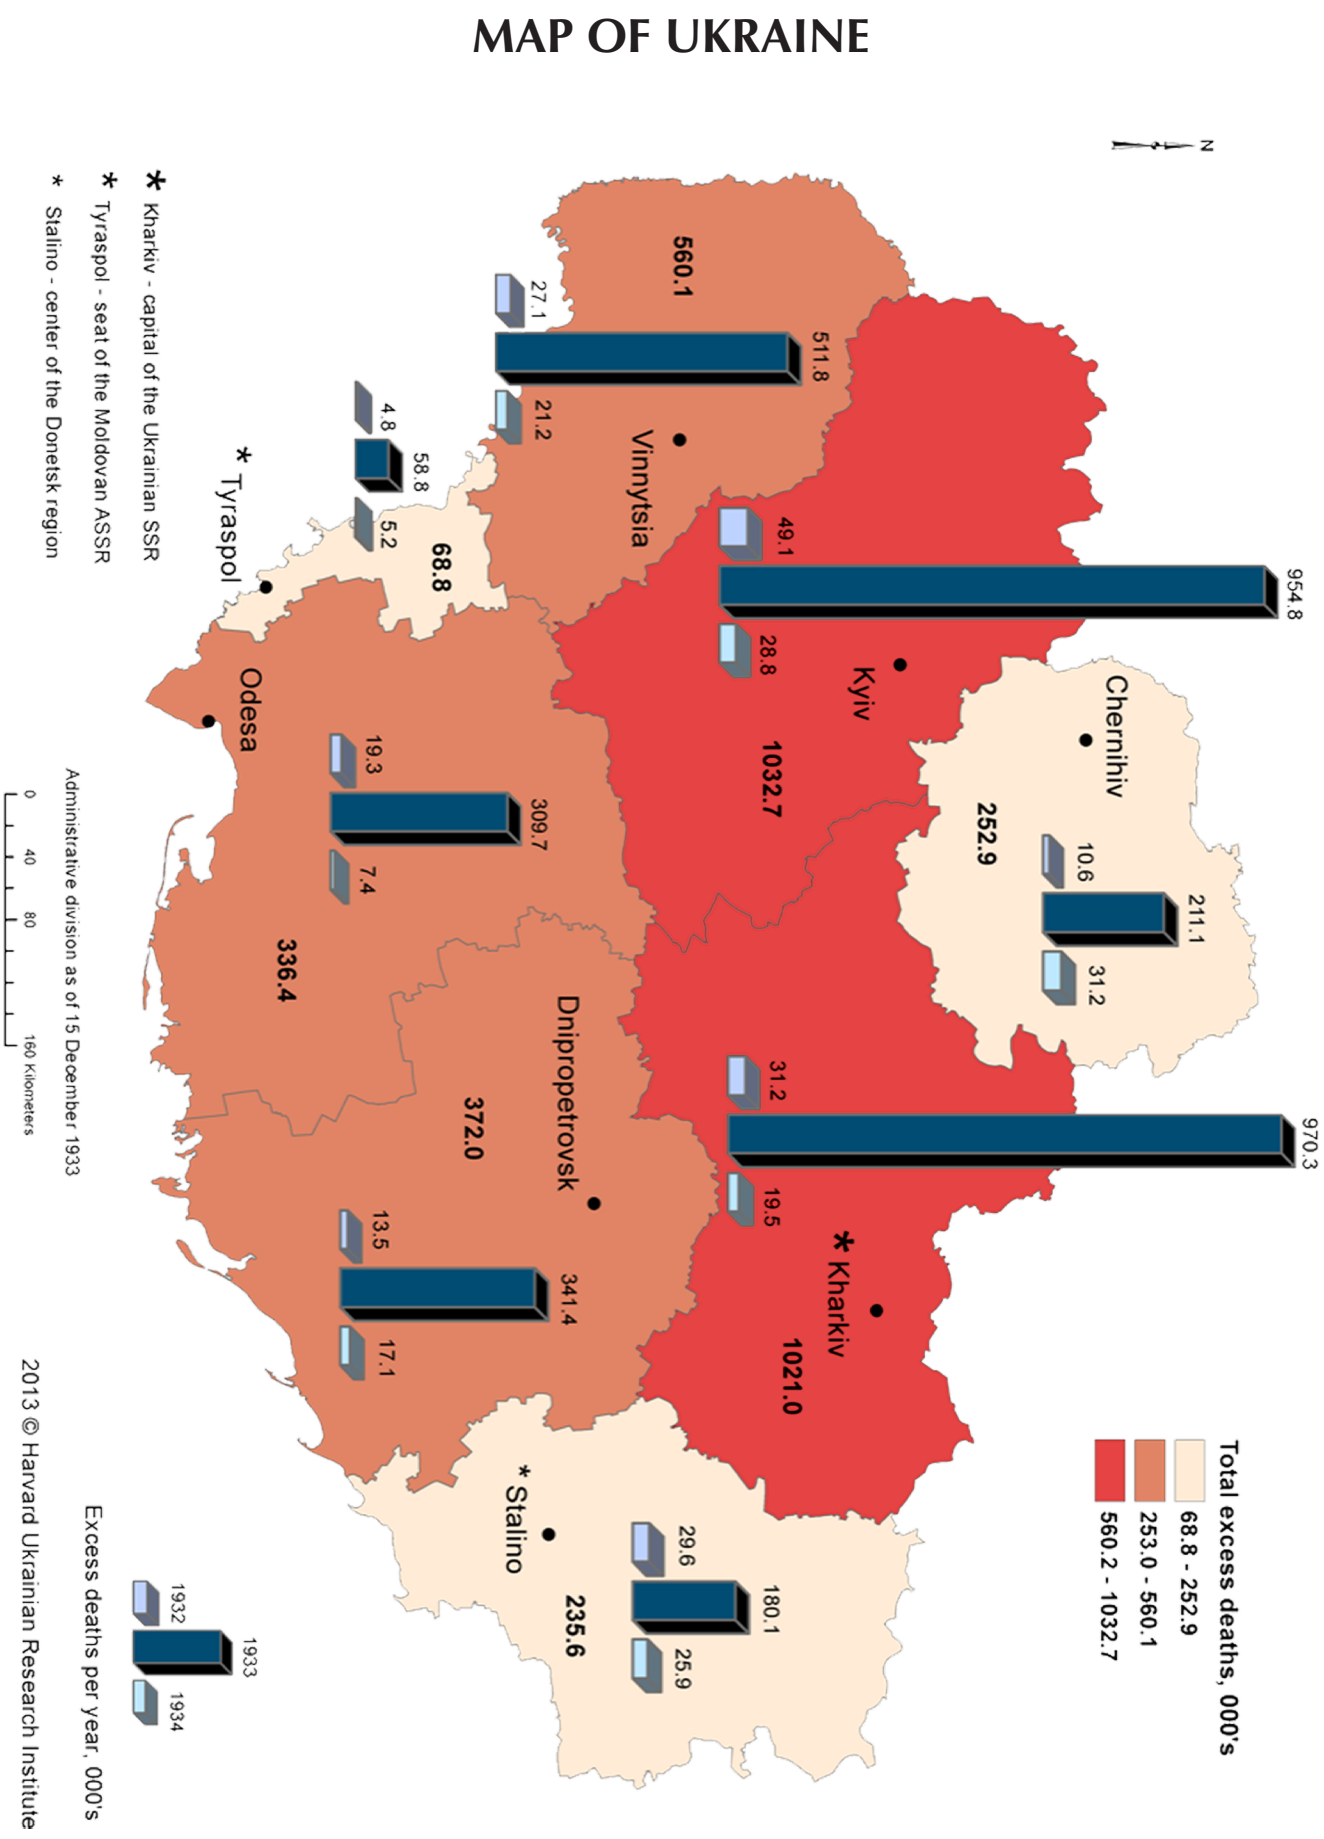 MAP OF UKRAINE
N
Total excess deaths, 000's
68.8 - 252.9
253.0 - 560.1
560.2 - 1032.7
Chernihiv
252.9
10.6
211.1
31.2
Kyiv
1032.7
49.1
954.8
28.8
* Kharkiv
1021.0
31.2
970.3
19.5
Vinnytsia
560.1
27.1
511.8
21.2
* Tyraspol
68.8
4.8
58.8
5.2
Odesa
336.4
19.3
309.7
7.4
Dnipropetrovsk
372.0
13.5
341.4
17.1
* Stalino
235.6
29.6
180.1
25.9
* Kharkiv - capital of the Ukrainian SSR
* Tyraspol - seat of the Moldovan ASSR
* Stalino - center of the Donetsk region
Administrative division as of 15 December 1933
0 40 80 160 Kilometers
1932
1933
1934
Excess deaths per year, 000's
2013 © Harvard Ukrainian Research Institute